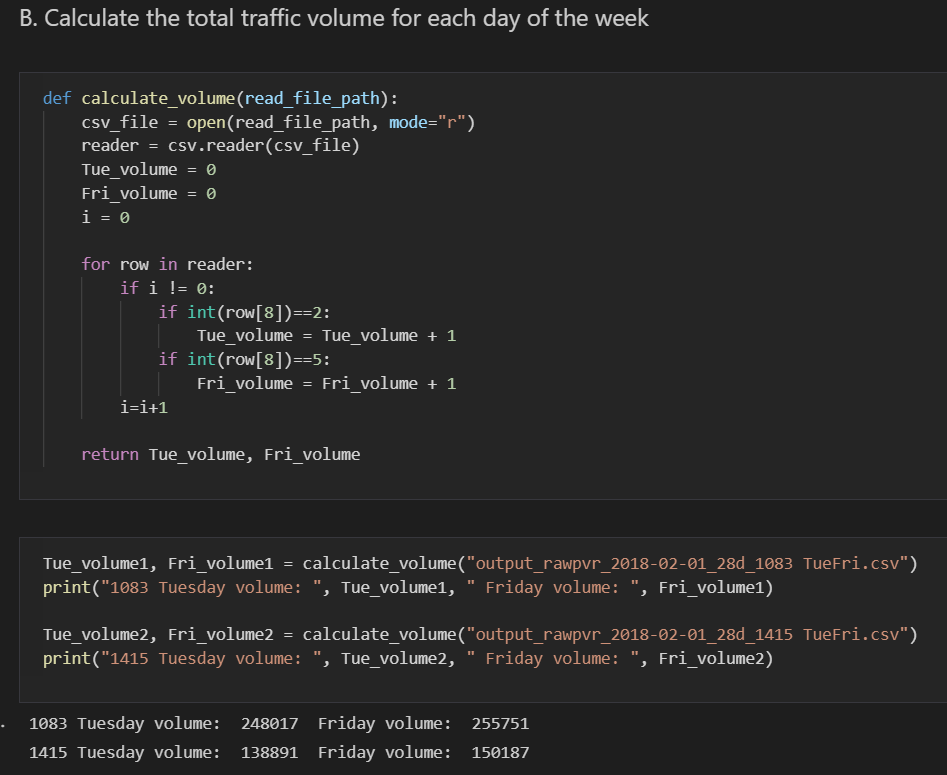 B. Calculate the total traffic volume for each day of the week
def calculate_volume(read_file_path):
    csv_file = open(read_file_path, mode="r")
    reader = csv.reader(csv_file)
    Tue_volume = 0
    Fri_volume = 0
    i = 0
    for row in reader:
        if i != 0:
            if int(row[8])==2:
                Tue_volume = Tue_volume + 1
            if int(row[8])==5:
                Fri_volume = Fri_volume + 1
        i=i+1
    return Tue_volume, Fri_volume
Tue_volume1, Fri_volume1 = calculate_volume("output_rawpvr_2018-02-01_28d_1083 TueFri.csv")
print("1083 Tuesday volume: ", Tue_volume1, " Friday volume: ", Fri_volume1)
Tue_volume2, Fri_volume2 = calculate_volume("output_rawpvr_2018-02-01_28d_1415 TueFri.csv")
print("1415 Tuesday volume: ", Tue_volume2, " Friday volume: ", Fri_volume2)
1083 Tuesday volume:  248017  Friday volume:  255751
1415 Tuesday volume:  138891  Friday volume:  150187